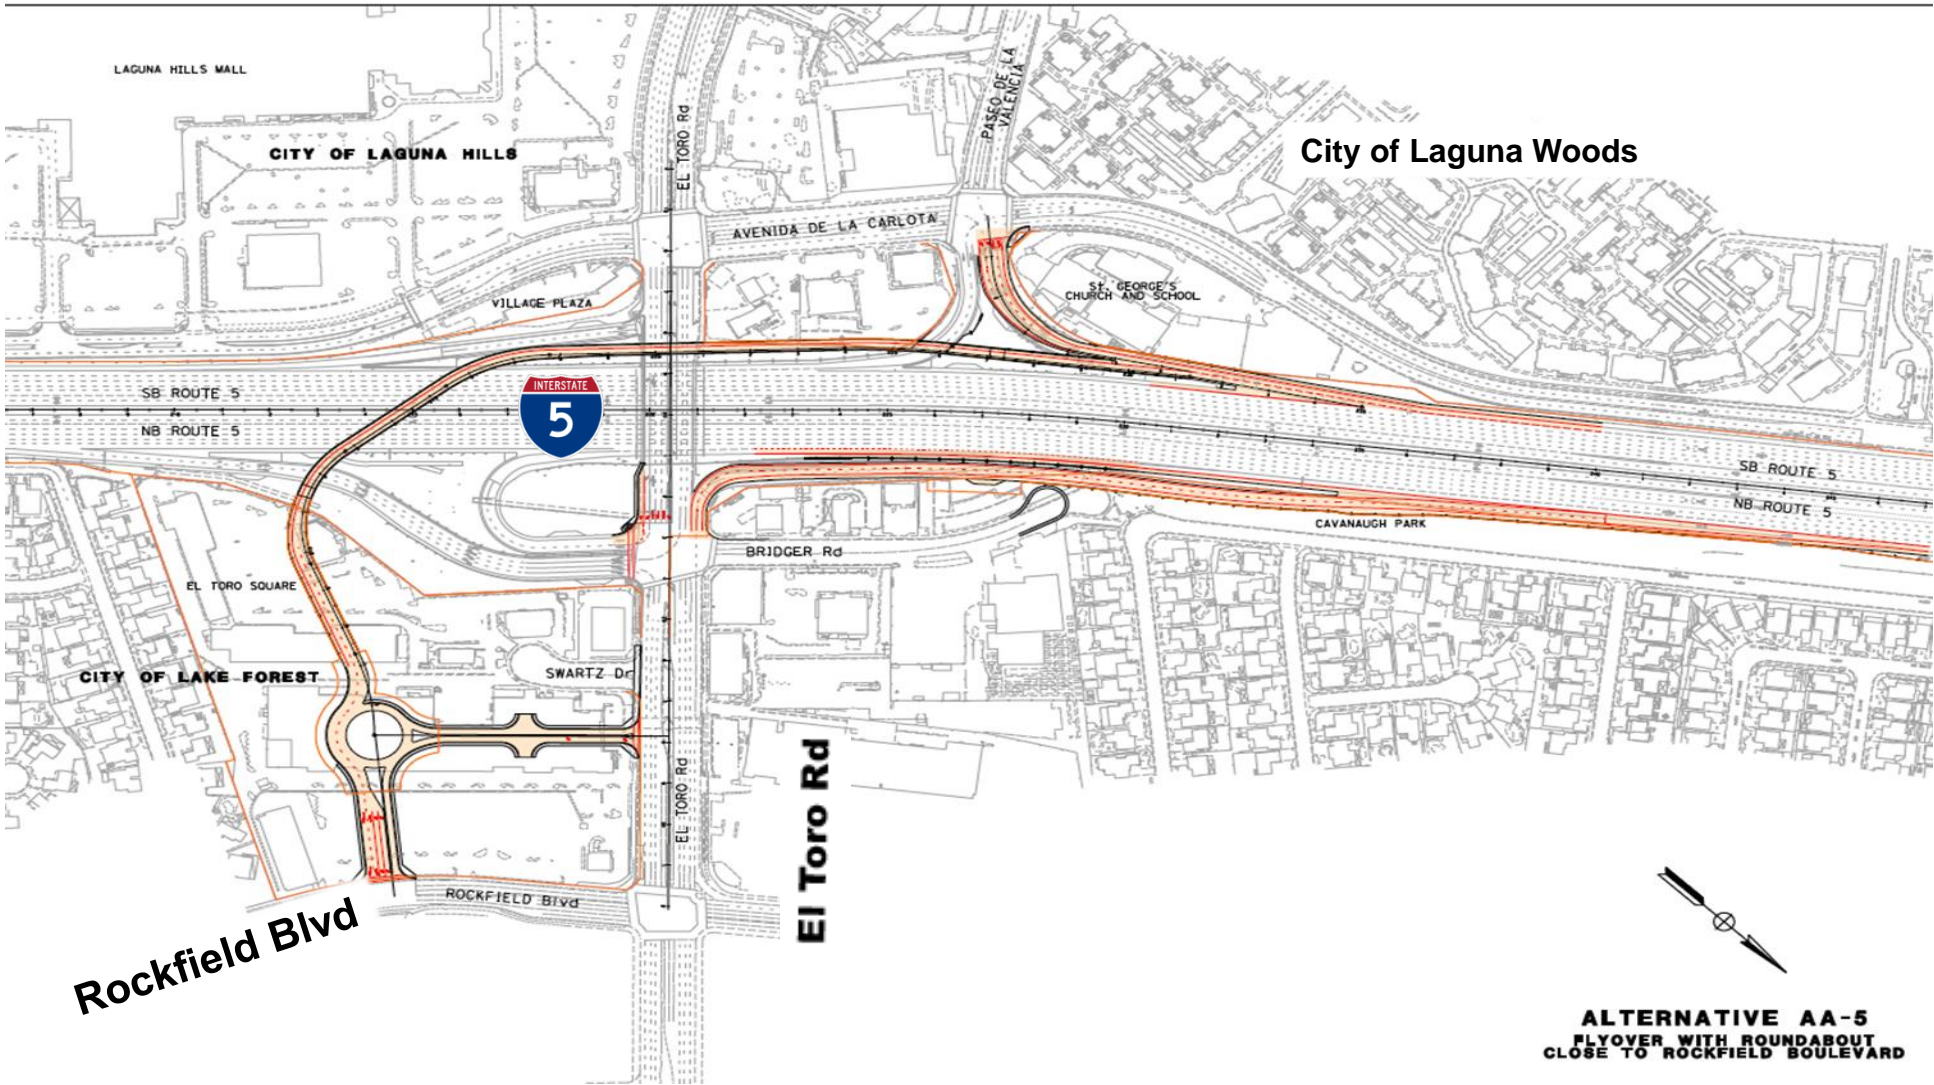 LAGUNA HILLS MALL
CITY OF LAGUNA HILLS
EL TORO Rd
PASEO DE LA
VALENCIA
City of Laguna Woods
AVENIDA DE LA CARLOTA
VILLAGE PLAZA
St. GEORGE'S
CHURCH AND SCHOOL
SB ROUTE 5
NB ROUTE 5
INTERSTATE
5
SB ROUTE 5
NB ROUTE 5
CAVANAUGH PARK
BRIDGER Rd
EL TORO SQUARE
CITY OF LAKE FOREST
SWARTZ Dr
EL TORO Rd
El Toro Rd
ROCKFIELD Blvd
Rockfield Blvd
ALTERNATIVE AA-5
FLYOVER WITH ROUNDABOUT
CLOSE TO ROCKFIELD BOULEVARD